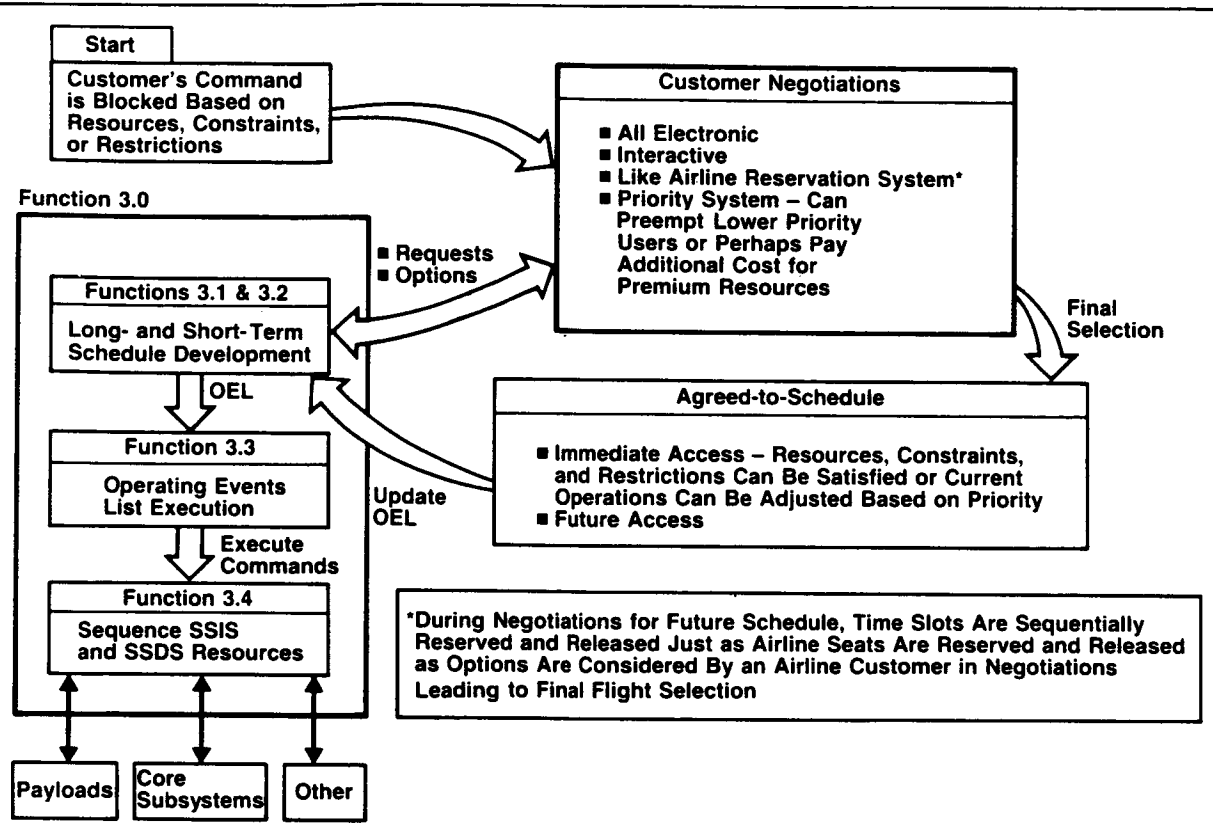 Start
Customer's Command
is Blocked Based on
Resources, Constraints,
or Restrictions
Customer Negotiations
■ All Electronic
■ Interactive
■ Like Airline Reservation System*
■ Priority System – Can
Preempt Lower Priority
Users or Perhaps Pay
Additional Cost for
Premium Resources
Function 3.0
■ Requests
■ Options
Functions 3.1 & 3.2
Long- and Short-Term
Schedule Development
Final
Selection
OEL
Agreed-to-Schedule
■ Immediate Access – Resources, Constraints,
and Restrictions Can Be Satisfied or Current
Operations Can Be Adjusted Based on Priority
■ Future Access
Function 3.3
Operating Events
List Execution
Update
OEL
Execute
Commands
Function 3.4
Sequence SSIS
and SSDS Resources
*During Negotiations for Future Schedule, Time Slots Are Sequentially
Reserved and Released Just as Airline Seats Are Reserved and Released
as Options Are Considered By an Airline Customer in Negotiations
Leading to Final Flight Selection
Payloads
Core
Subsystems
Other